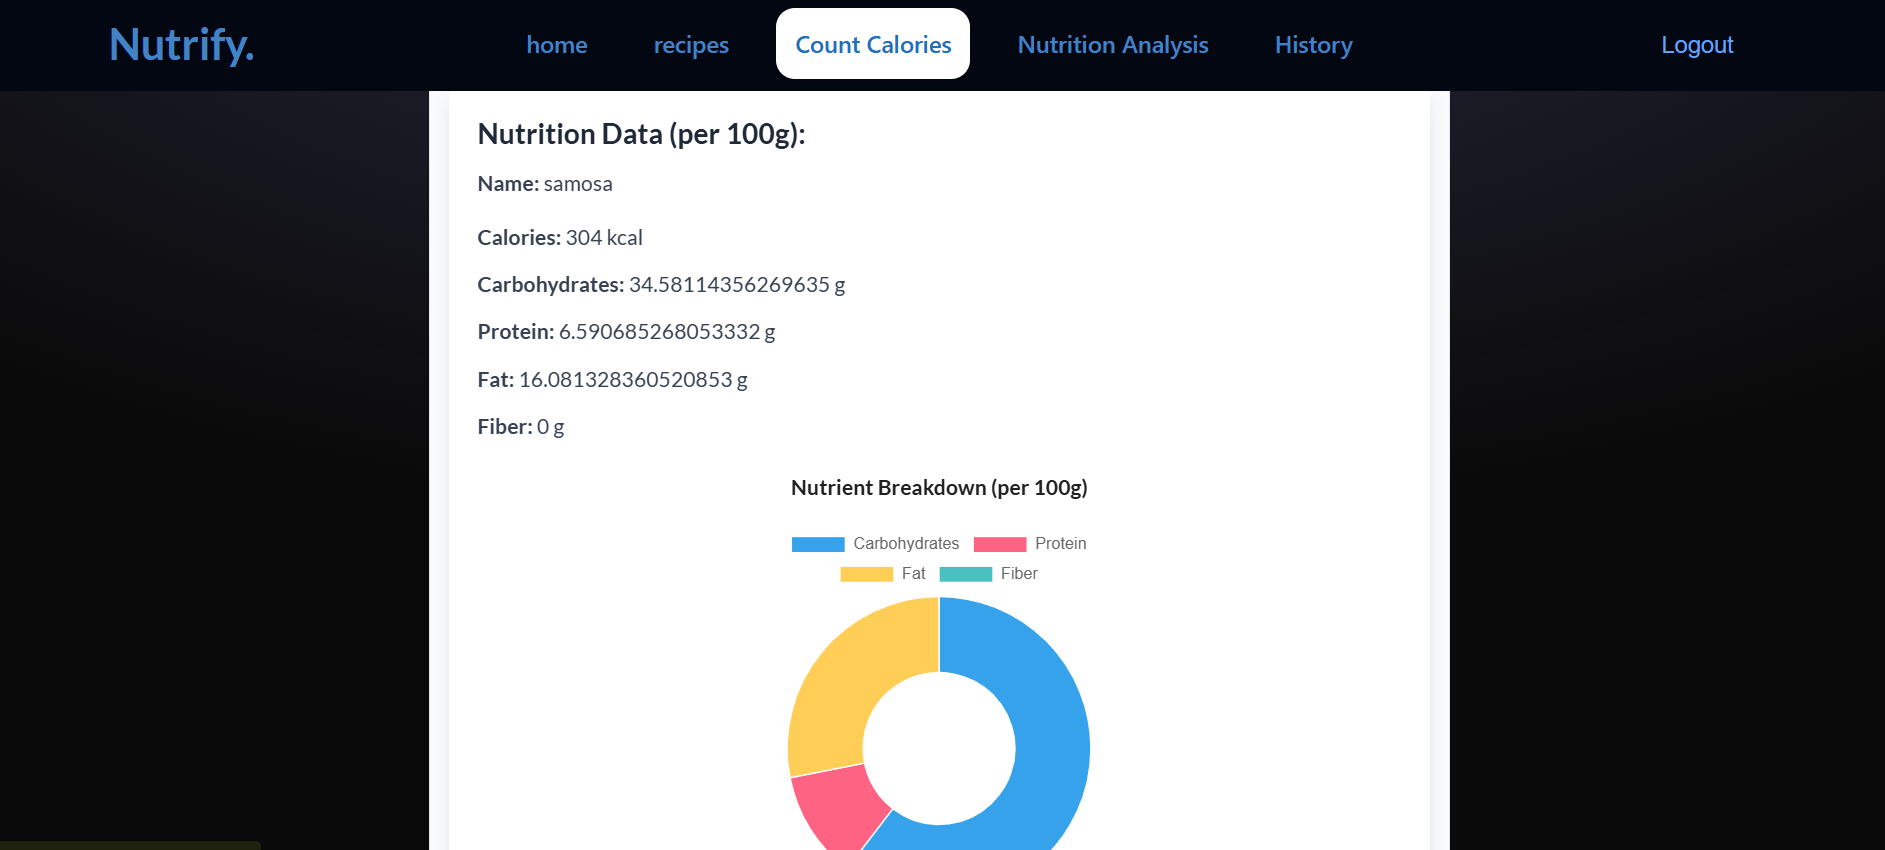 Nutrify.
home recipes Count Calories Nutrition Analysis History Logout
Nutrition Data (per 100g):
Name: samosa
Calories: 304 kcal
Carbohydrates: 34.58114356269635 g
Protein: 6.590685268053332 g
Fat: 16.081328360520853 g
Fiber: 0 g
Nutrient Breakdown (per 100g)
Carbohydrates Protein
Fat Fiber